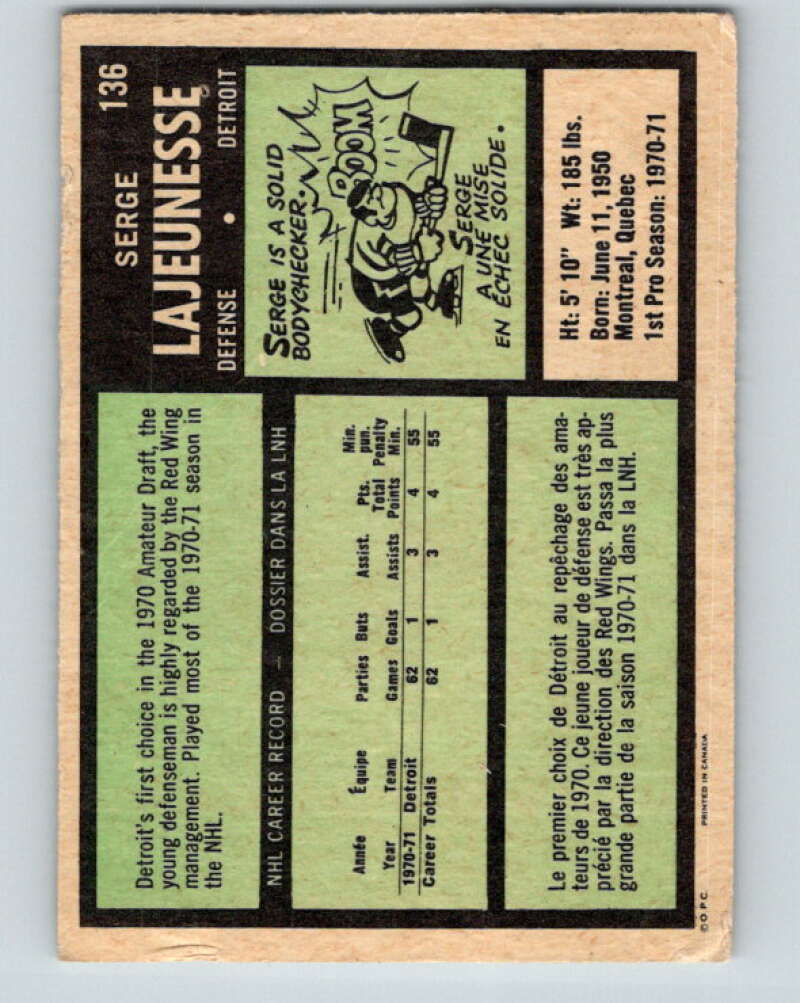 136
SERGE
LAJEUNESSE
DEFENSE • DETROIT
SERGE IS A SOLID
BODYCHECKER.
BOOM
SERGE
A UNE MISE
EN ÉCHEC SOLIDE.
Ht: 5' 10" Wt: 185 lbs.
Born: June 11, 1950
Montreal, Quebec
1st Pro Season: 1970-71
Detroit's first choice in the 1970 Amateur Draft, the
young defenseman is highly regarded by the Red Wing
management. Played most of the 1970-71 season in
the NHL.
NHL CAREER RECORD — DOSSIER DANS LA LNH
Min.
Pts. pun.
Année Équipe Parties Buts Assist. Total Penalty
Year Team Games Goals Assists Points Min.
1970-71 Detroit 62 1 3 4 55
Career Totals 62 1 3 4 55
Le premier choix de Détroit au repêchage des ama-
teurs de 1970. Ce jeune joueur de défense est très ap-
précié par la direction des Red Wings. Passa la plus
grande partie de la saison 1970-71 dans la LNH.
© O.P.C. PRINTED IN CANADA